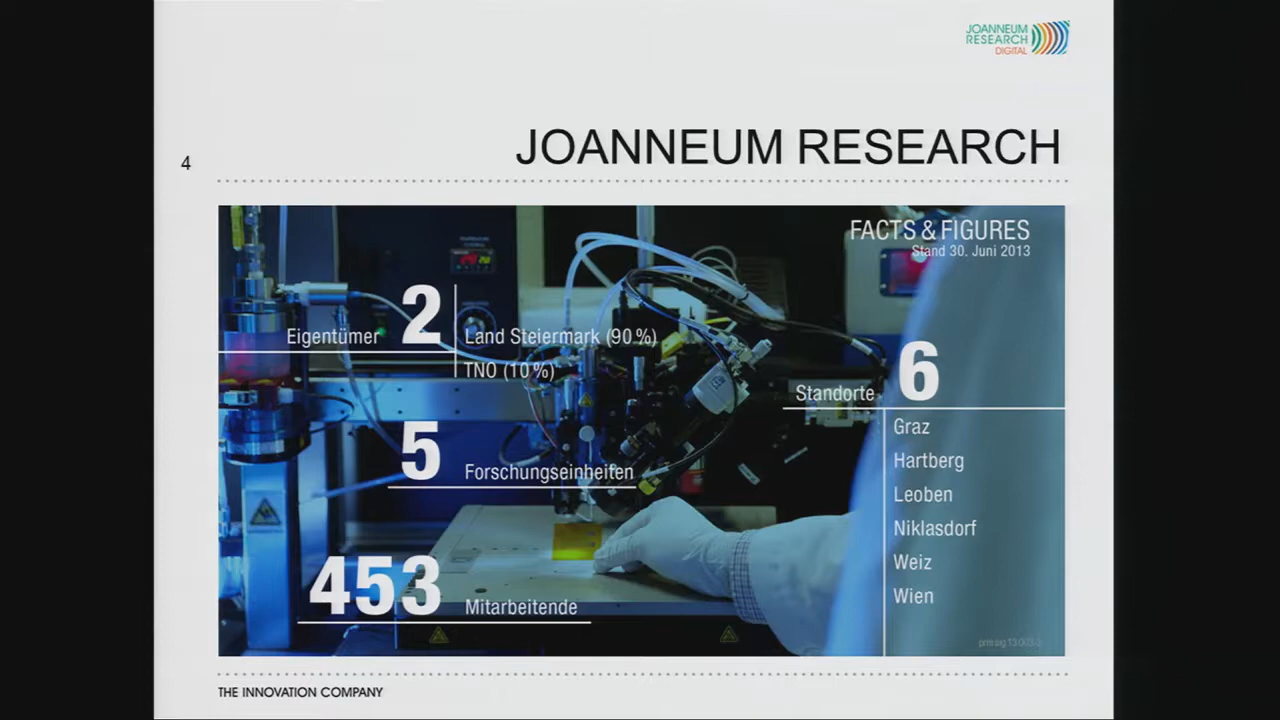 JOANNEUM
RESEARCH
DIGITAL
JOANNEUM RESEARCH
4
FACTS & FIGURES
Stand 30. Juni 2013
2
Eigentümer
Land Steiermark (90 %)
TNO (10 %)
6
Standorte
Graz
Hartberg
Leoben
Niklasdorf
Weiz
Wien
5
Forschungseinheiten
453
Mitarbeitende
THE INNOVATION COMPANY